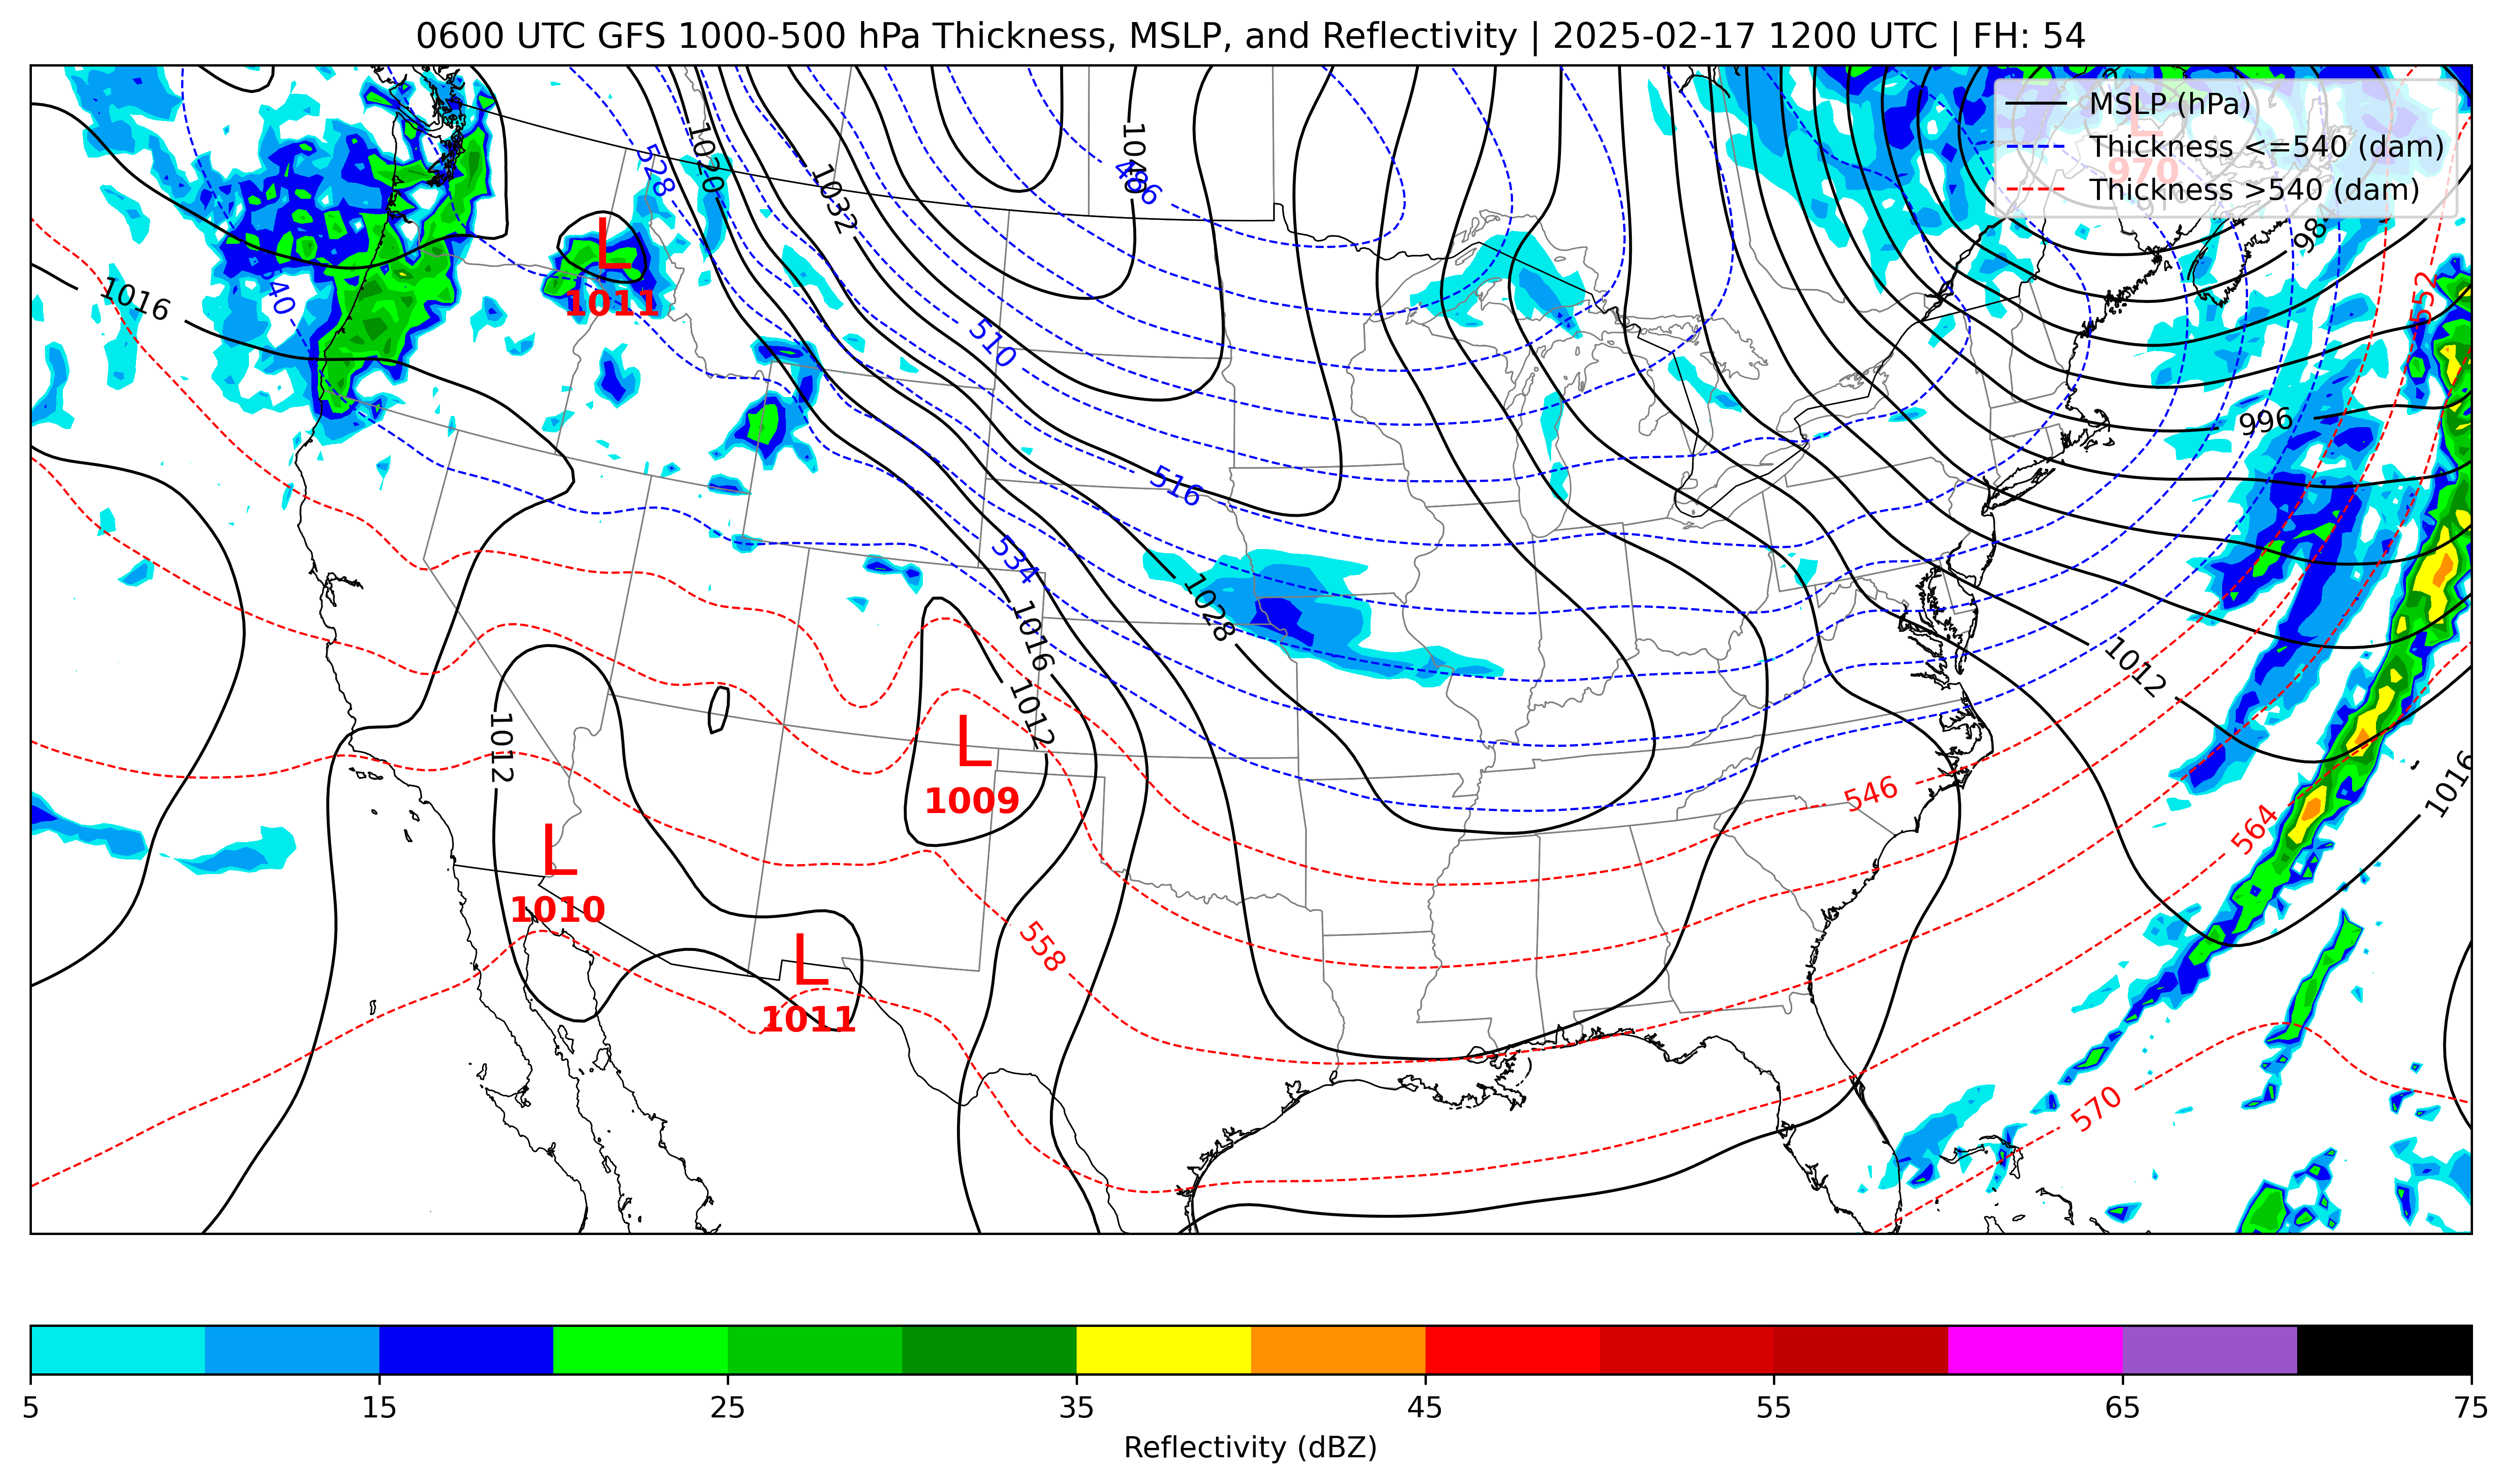 0600 UTC GFS 1000-500 hPa Thickness, MSLP, and Reflectivity | 2025-02-17 1200 UTC | FH: 54
MSLP (hPa)
Thickness <=540 (dam)
Thickness >540 (dam)
L
970
528
1020
1032
1040
486
L
1011
1016
540
510
552
996
516
534
1028
1016
1012
1012
1012
L
1009
546
564
1016
L
1010
558
L
1011
570
5 15 25 35 45 55 65 75
Reflectivity (dBZ)